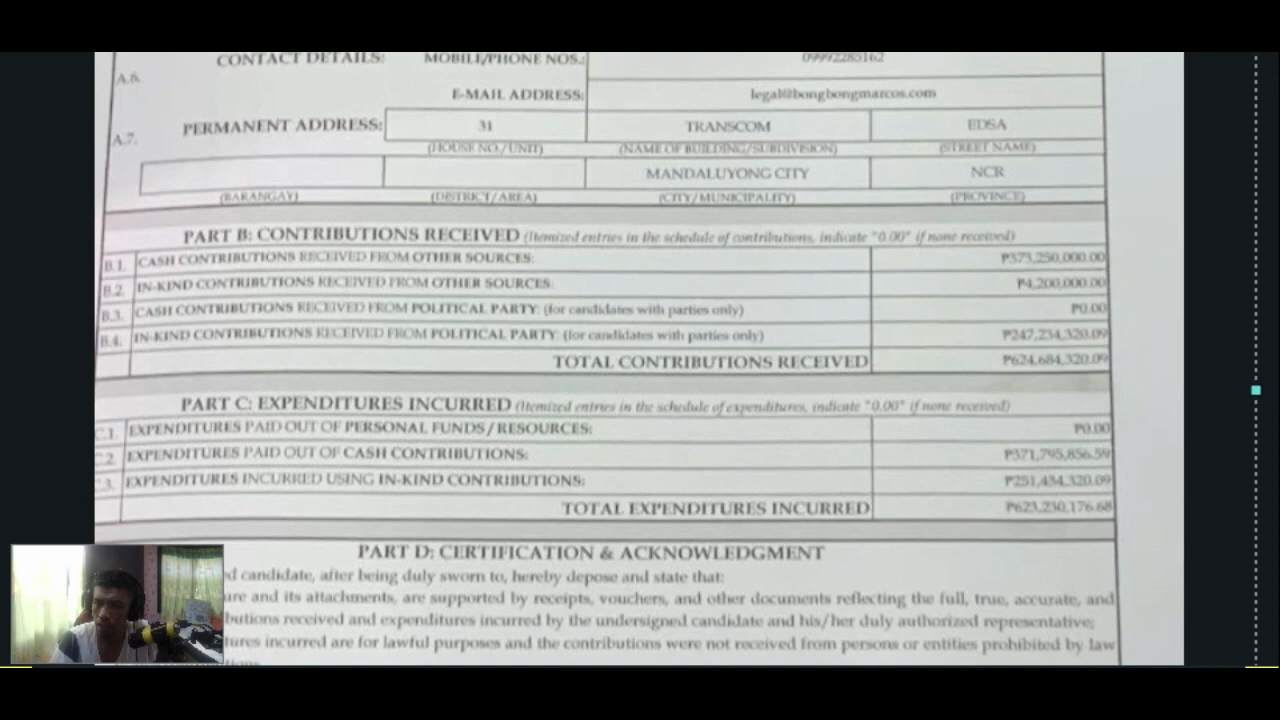 CONTACT DETAILS: MOBILE/PHONE NOS.: 09992285162
A.6.
E-MAIL ADDRESS: legal@bongbongmarcos.com
A.7. PERMANENT ADDRESS: 31 TRANSCOM EDSA
(HOUSE NO./UNIT) (NAME OF BUILDING/SUBDIVISION) (STREET NAME)
MANDALUYONG CITY NCR
(BARANGAY) (DISTRICT/AREA) (CITY/MUNICIPALITY) (PROVINCE)
PART B: CONTRIBUTIONS RECEIVED (Itemized entries in the schedule of contributions, indicate "0.00" if none received)
B.1. CASH CONTRIBUTIONS RECEIVED FROM OTHER SOURCES: ₱373,250,000.00
B.2. IN-KIND CONTRIBUTIONS RECEIVED FROM OTHER SOURCES: ₱4,200,000.00
B.3. CASH CONTRIBUTIONS RECEIVED FROM POLITICAL PARTY: (for candidates with parties only) ₱0.00
B.4. IN-KIND CONTRIBUTIONS RECEIVED FROM POLITICAL PARTY: (for candidates with parties only) ₱247,234,320.09
TOTAL CONTRIBUTIONS RECEIVED ₱624,684,320.09
PART C: EXPENDITURES INCURRED (Itemized entries in the schedule of expenditures, indicate "0.00" if none received)
C.1. EXPENDITURES PAID OUT OF PERSONAL FUNDS/RESOURCES: ₱0.00
C.2. EXPENDITURES PAID OUT OF CASH CONTRIBUTIONS: ₱371,795,856.59
C.3. EXPENDITURES INCURRED USING IN-KIND CONTRIBUTIONS: ₱251,434,320.09
TOTAL EXPENDITURES INCURRED ₱623,230,176.68
PART D: CERTIFICATION & ACKNOWLEDGMENT
d candidate, after being duly sworn to, hereby depose and state that:
ure and its attachments, are supported by receipts, vouchers, and other documents reflecting the full, true, accurate, and
butions received and expenditures incurred by the undersigned candidate and his/her duly authorized representative;
tures incurred are for lawful purposes and the contributions were not received from persons or entities prohibited by law